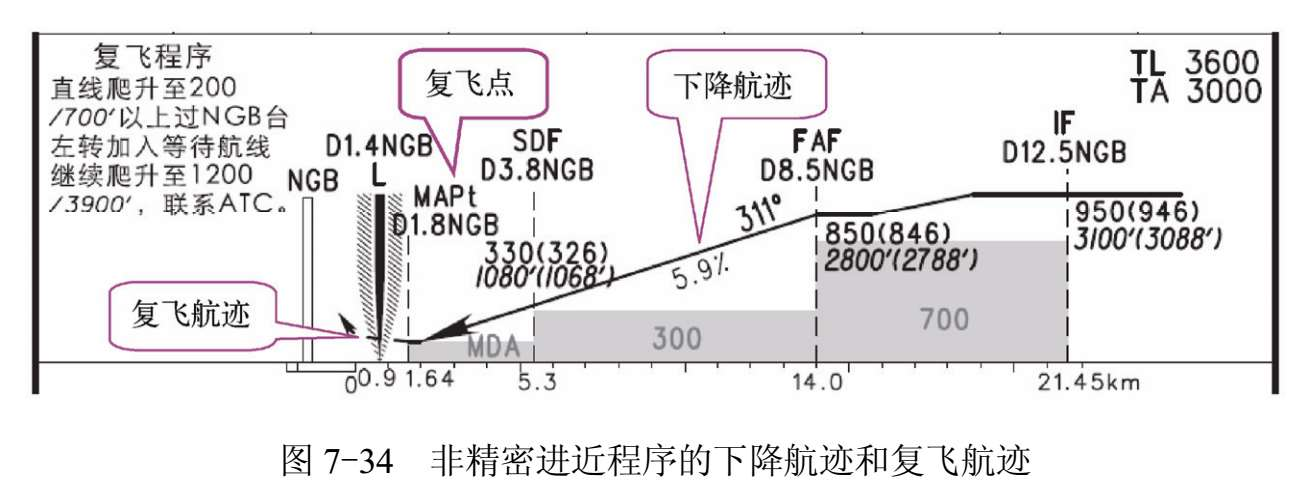 复飞程序
直线爬升至200
/700′以上过NGB台
左转加入等待航线
继续爬升至1200
/3900′，联系ATC。
复飞点
下降航迹
TL 3600
TA 3000
NGB
D1.4NGB
L
MAPt
D1.8NGB
SDF
D3.8NGB
FAF
D8.5NGB
IF
D12.5NGB
330(326)
1080′(1068′)
311°
5.9%
850(846)
2800′(2788′)
950(946)
3100′(3088′)
复飞航迹
MDA
300
700
0
0.9
1.64
5.3
14.0
21.45km
图 7-34 非精密进近程序的下降航迹和复飞航迹